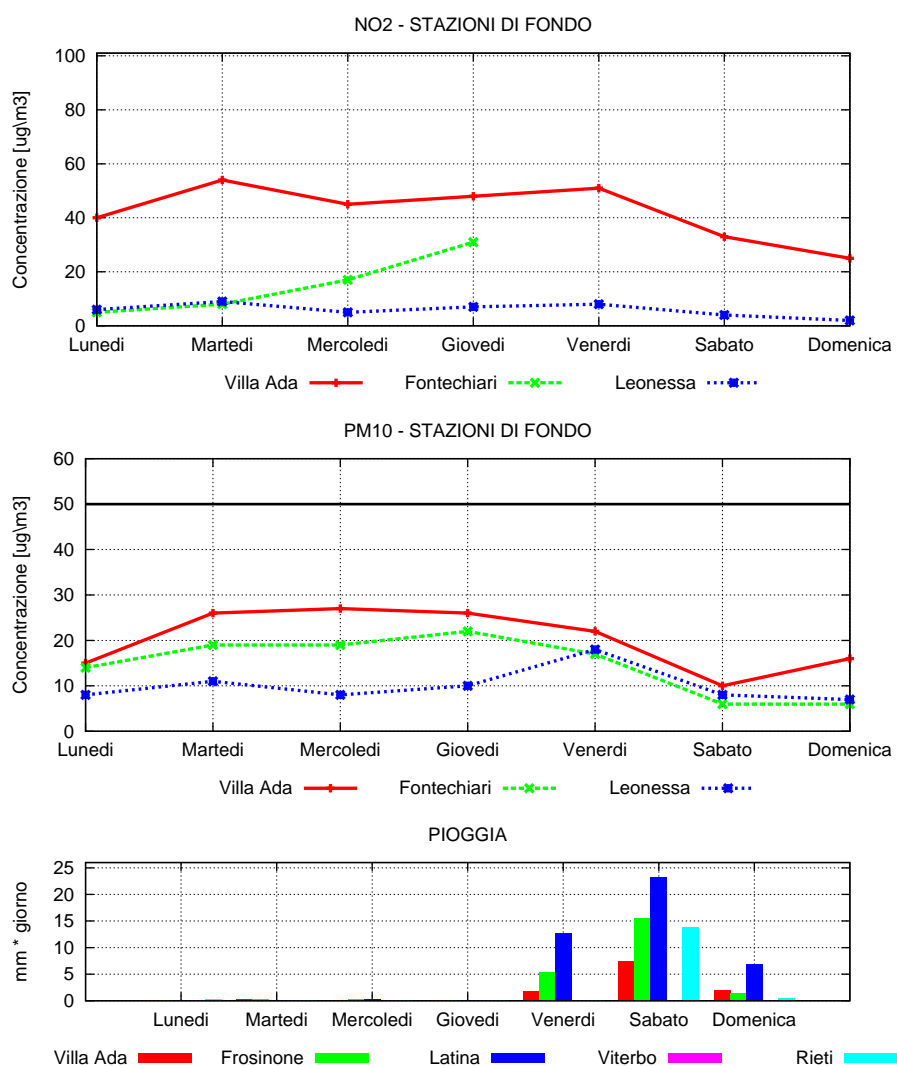 NO2 - STAZIONI DI FONDO
Concentrazione [ug\m3]
100
80
60
40
20
0
Lunedi Martedi Mercoledi Giovedi Venerdi Sabato Domenica
Villa Ada Fontechiari Leonessa
PM10 - STAZIONI DI FONDO
Concentrazione [ug\m3]
60
50
40
30
20
10
0
Lunedi Martedi Mercoledi Giovedi Venerdi Sabato Domenica
Villa Ada Fontechiari Leonessa
PIOGGIA
mm * giorno
25
20
15
10
5
0
Lunedi Martedi Mercoledi Giovedi Venerdi Sabato Domenica
Villa Ada Frosinone Latina Viterbo Rieti